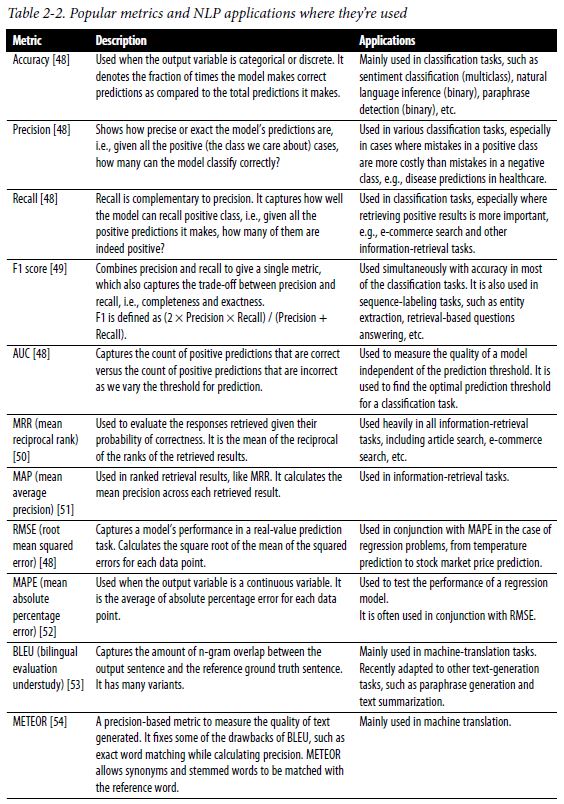 Table 2-2. Popular metrics and NLP applications where they're used
Metric Description Applications
Accuracy [48] Used when the output variable is categorical or discrete. It Mainly used in classification tasks, such as
denotes the fraction of times the model makes correct sentiment classification (multiclass), natural
predictions as compared to the total predictions it makes. language inference (binary), paraphrase
detection (binary), etc.
Precision [48] Shows how precise or exact the model's predictions are, Used in various classification tasks, especially
i.e., given all the positive (the class we care about) cases, in cases where mistakes in a positive class
how many can the model classify correctly? are more costly than mistakes in a negative
class, e.g., disease predictions in healthcare.
Recall [48] Recall is complementary to precision. It captures how well Used in classification tasks, especially where
the model can recall positive class, i.e., given all the retrieving positive results is more important,
positive predictions it makes, how many of them are e.g., e-commerce search and other
indeed positive? information-retrieval tasks.
F1 score [49] Combines precision and recall to give a single metric, Used simultaneously with accuracy in most
which also captures the trade-off between precision and of the classification tasks. It is also used in
recall, i.e., completeness and exactness. sequence-labeling tasks, such as entity
F1 is defined as (2 × Precision × Recall) / (Precision + extraction, retrieval-based questions
Recall). answering, etc.
AUC [48] Captures the count of positive predictions that are correct Used to measure the quality of a model
versus the count of positive predictions that are incorrect independent of the prediction threshold. It is
as we vary the threshold for prediction. used to find the optimal prediction threshold
for a classification task.
MRR (mean Used to evaluate the responses retrieved given their Used heavily in all information-retrieval
reciprocal rank) probability of correctness. It is the mean of the reciprocal tasks, including article search, e-commerce
[50] of the ranks of the retrieved results. search, etc.
MAP (mean Used in ranked retrieval results, like MRR. It calculates the Used in information-retrieval tasks.
average mean precision across each retrieved result.
precision) [51]
RMSE (root Captures a model's performance in a real-value prediction Used in conjunction with MAPE in the case of
mean squared task. Calculates the square root of the mean of the squared regression problems, from temperature
error) [48] errors for each data point. prediction to stock market price prediction.
MAPE (mean Used when the output variable is a continuous variable. It Used to test the performance of a regression
absolute is the average of absolute percentage error for each data model.
percentage point. It is often used in conjunction with RMSE.
error) [52]
BLEU (bilingual Captures the amount of n-gram overlap between the Mainly used in machine-translation tasks.
evaluation output sentence and the reference ground truth sentence. Recently adapted to other text-generation
understudy) [53] It has many variants. tasks, such as paraphrase generation and
text summarization.
METEOR [54] A precision-based metric to measure the quality of text Mainly used in machine translation.
generated. It fixes some of the drawbacks of BLEU, such as
exact word matching while calculating precision. METEOR
allows synonyms and stemmed words to be matched with
the reference word.